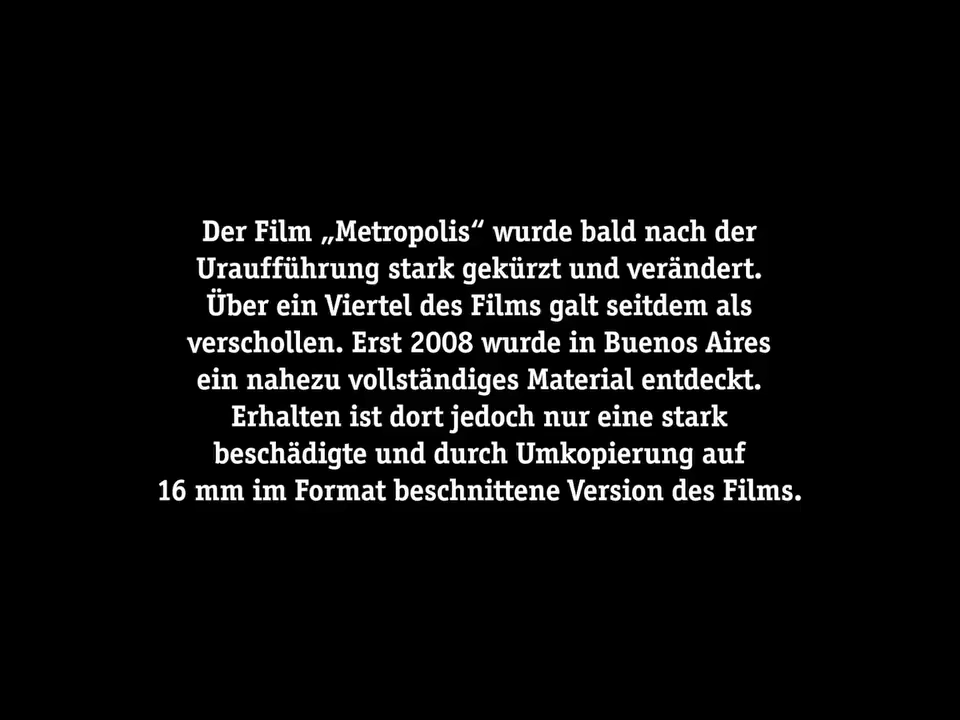 Der Film „Metropolis“ wurde bald nach der
Uraufführung stark gekürzt und verändert.
Über ein Viertel des Films galt seitdem als
verschollen. Erst 2008 wurde in Buenos Aires
ein nahezu vollständiges Material entdeckt.
Erhalten ist dort jedoch nur eine stark
beschädigte und durch Umkopierung auf
16 mm im Format beschnittene Version des Films.